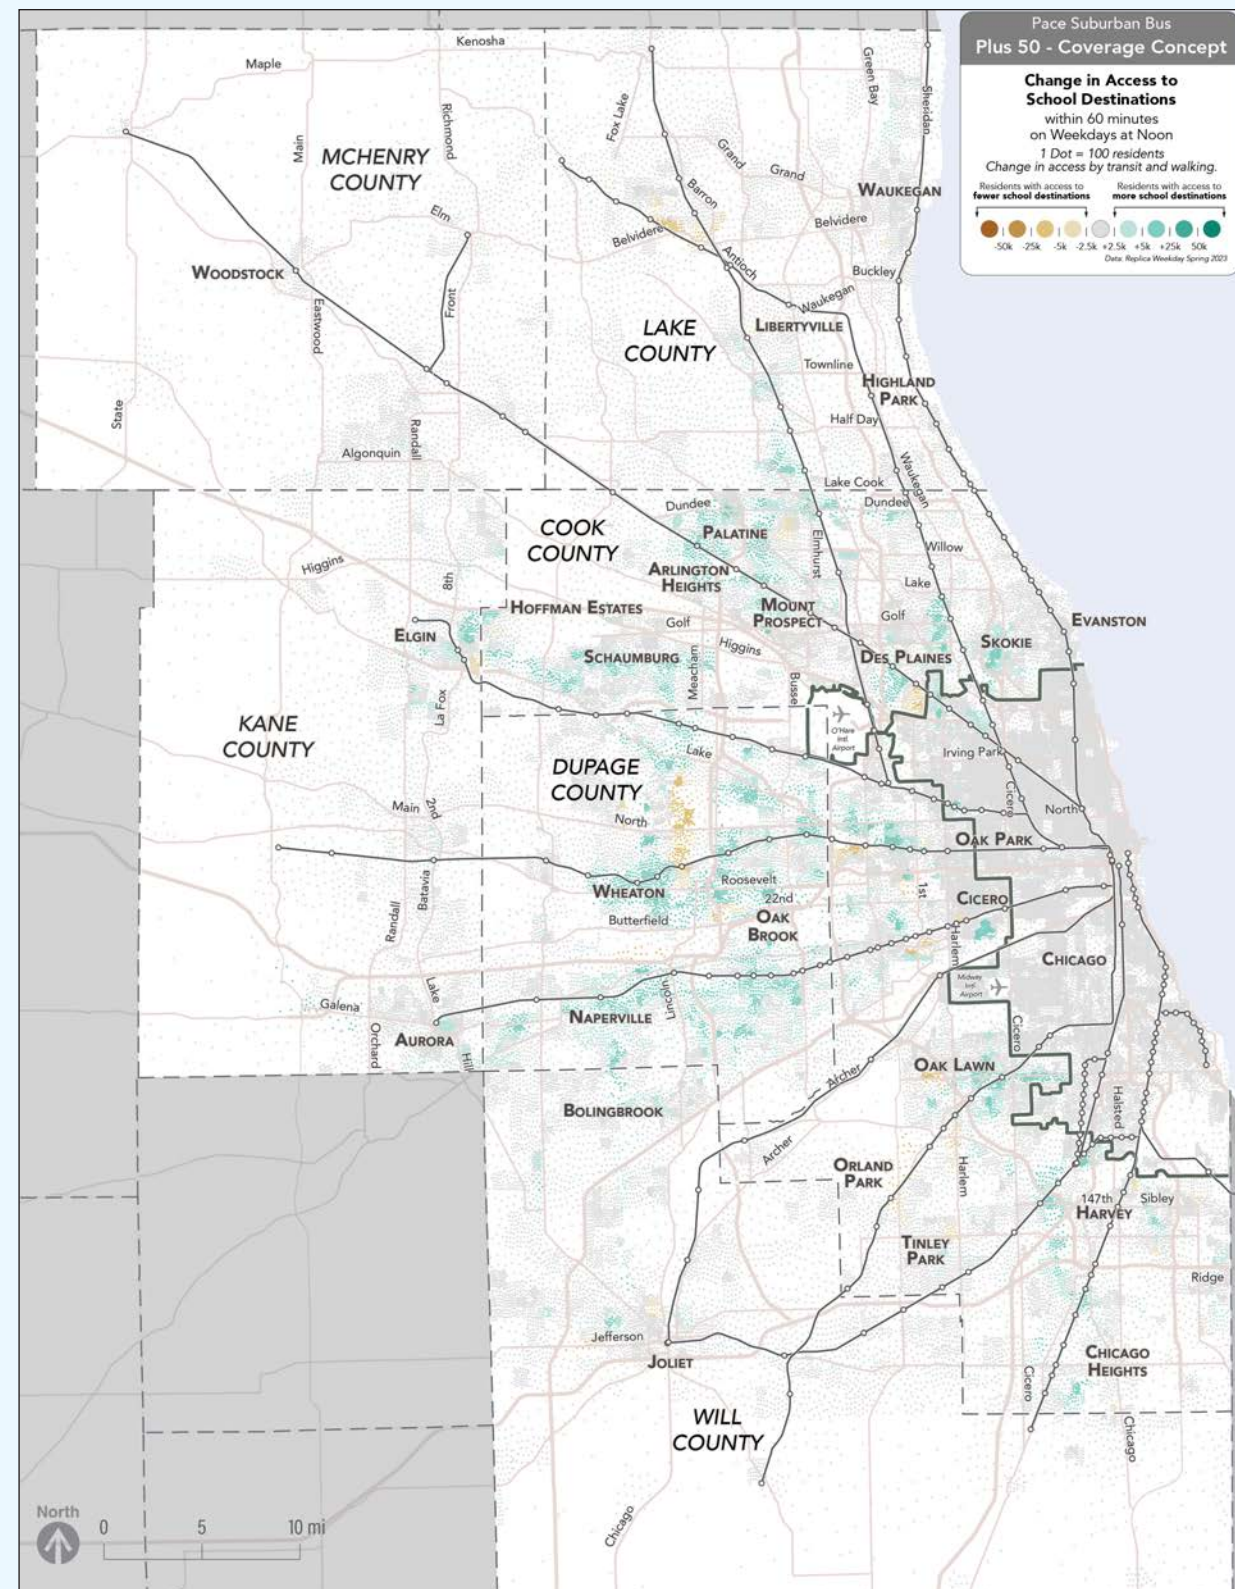 Pace Suburban Bus
Plus 50 - Coverage Concept
Change in Access to
School Destinations
within 60 minutes
on Weekdays at Noon
1 Dot = 100 residents
Change in access by transit and walking.
Residents with access to
fewer school destinations
Residents with access to
more school destinations
-50k
-25k
-5k
-2.5k
+2.5k
+5k
+25k
50k
Data: Replica Weekday Spring 2023
Kenosha
Maple
Green Bay
Sheridan
Fox Lake
Richmond
Main
MCHENRY
COUNTY
Grand
Grand
Barron
WAUKEGAN
Elm
Belvidere
Belvidere
Antioch
Buckley
WOODSTOCK
Eastwood
Front
Waukegan
LIBERTYVILLE
LAKE
COUNTY
Townline
HIGHLAND
PARK
State
Randall
Half Day
Algonquin
Waukegan
Lake Cook
Dundee
Dundee
COOK
COUNTY
PALATINE
Elmhurst
Willow
Higgins
8th
ARLINGTON
HEIGHTS
Lake
HOFFMAN ESTATES
MOUNT
PROSPECT
Golf
Golf
EVANSTON
ELGIN
Higgins
SKOKIE
SCHAUMBURG
DES PLAINES
Meacham
Busse
La Fox
KANE
COUNTY
O'Hare
Intl.
Airport
Lake
Irving Park
DUPAGE
COUNTY
Cicero
Main
2nd
North
North
OAK PARK
Batavia
WHEATON
Roosevelt
1st
22nd
CICERO
Randall
Butterfield
OAK
BROOK
Harlem
CHICAGO
Lake
Midway
Intl.
Airport
Galena
Lincoln
NAPERVILLE
Cicero
Orchard
AURORA
Hill
OAK LAWN
Archer
BOLINGBROOK
Halsted
Archer
ORLAND
PARK
Harlem
147th
Sibley
HARVEY
TINLEY
PARK
Ridge
Jefferson
JOLIET
CHICAGO
HEIGHTS
Cicero
WILL
COUNTY
Chicago
Chicago
North
0
5
10 mi